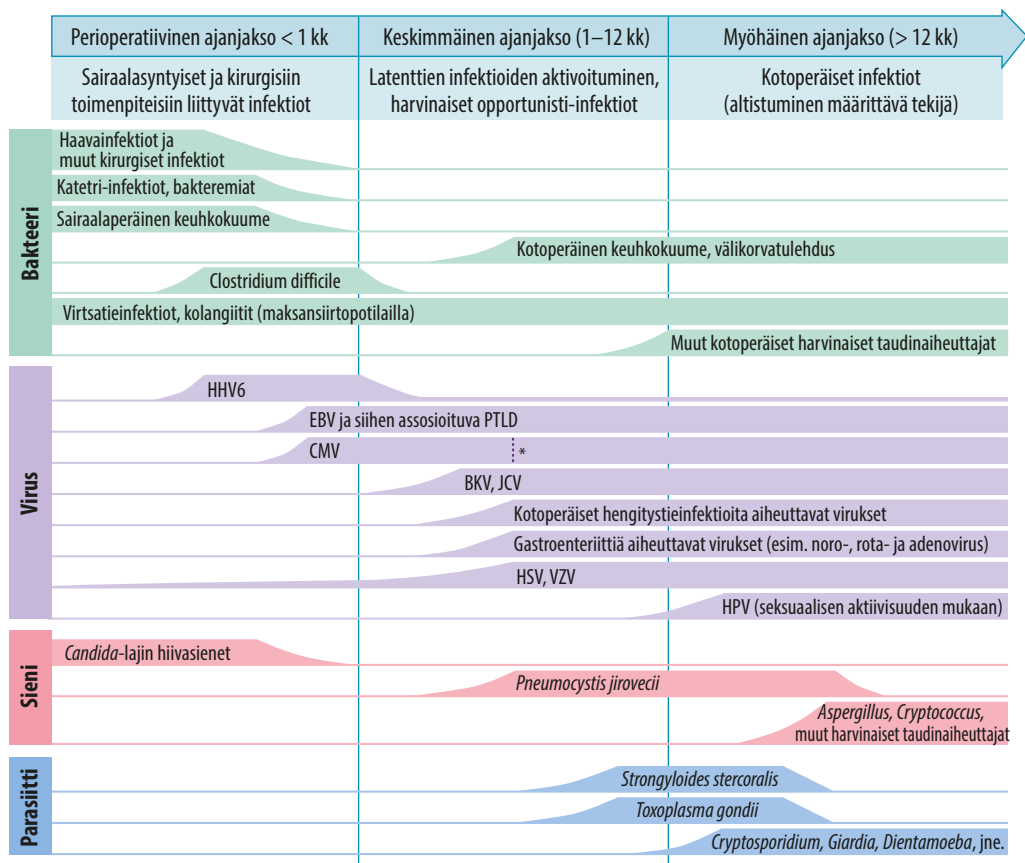 Perioperatiivinen ajanjakso < 1 kk
Keskimmäinen ajanjakso (1–12 kk)
Myöhäinen ajanjakso (> 12 kk)
Sairaalasyntyiset ja kirurgisiin
toimenpiteisiin liittyvät infektiot
Latenttien infektioiden aktivoituminen,
harvinaiset opportunisti-infektiot
Kotoperäiset infektiot
(altistuminen määrittävä tekijä)
Bakteeri
Haavainfektiot ja
muut kirurgiset infektiot
Katetri-infektiot, bakteremiat
Sairaalaperäinen keuhkokuume
Kotoperäinen keuhkokuume, välikorvatulehdus
Clostridium difficile
Virtsatieinfektiot, kolangiitit (maksansiirtopotilailla)
Muut kotoperäiset harvinaiset taudinaiheuttajat
Virus
HHV6
EBV ja siihen assosioituva PTLD
CMV
*
BKV, JCV
Kotoperäiset hengitystieinfektioita aiheuttavat virukset
Gastroenteriittiä aiheuttavat virukset (esim. noro-, rota- ja adenovirus)
HSV, VZV
HPV (seksuaalisen aktiivisuuden mukaan)
Sieni
Candida-lajin hiivasienet
Pneumocystis jirovecii
Aspergillus, Cryptococcus,
muut harvinaiset taudinaiheuttajat
Parasiitti
Strongyloides stercoralis
Toxoplasma gondii
Cryptosporidium, Giardia, Dientamoeba, jne.